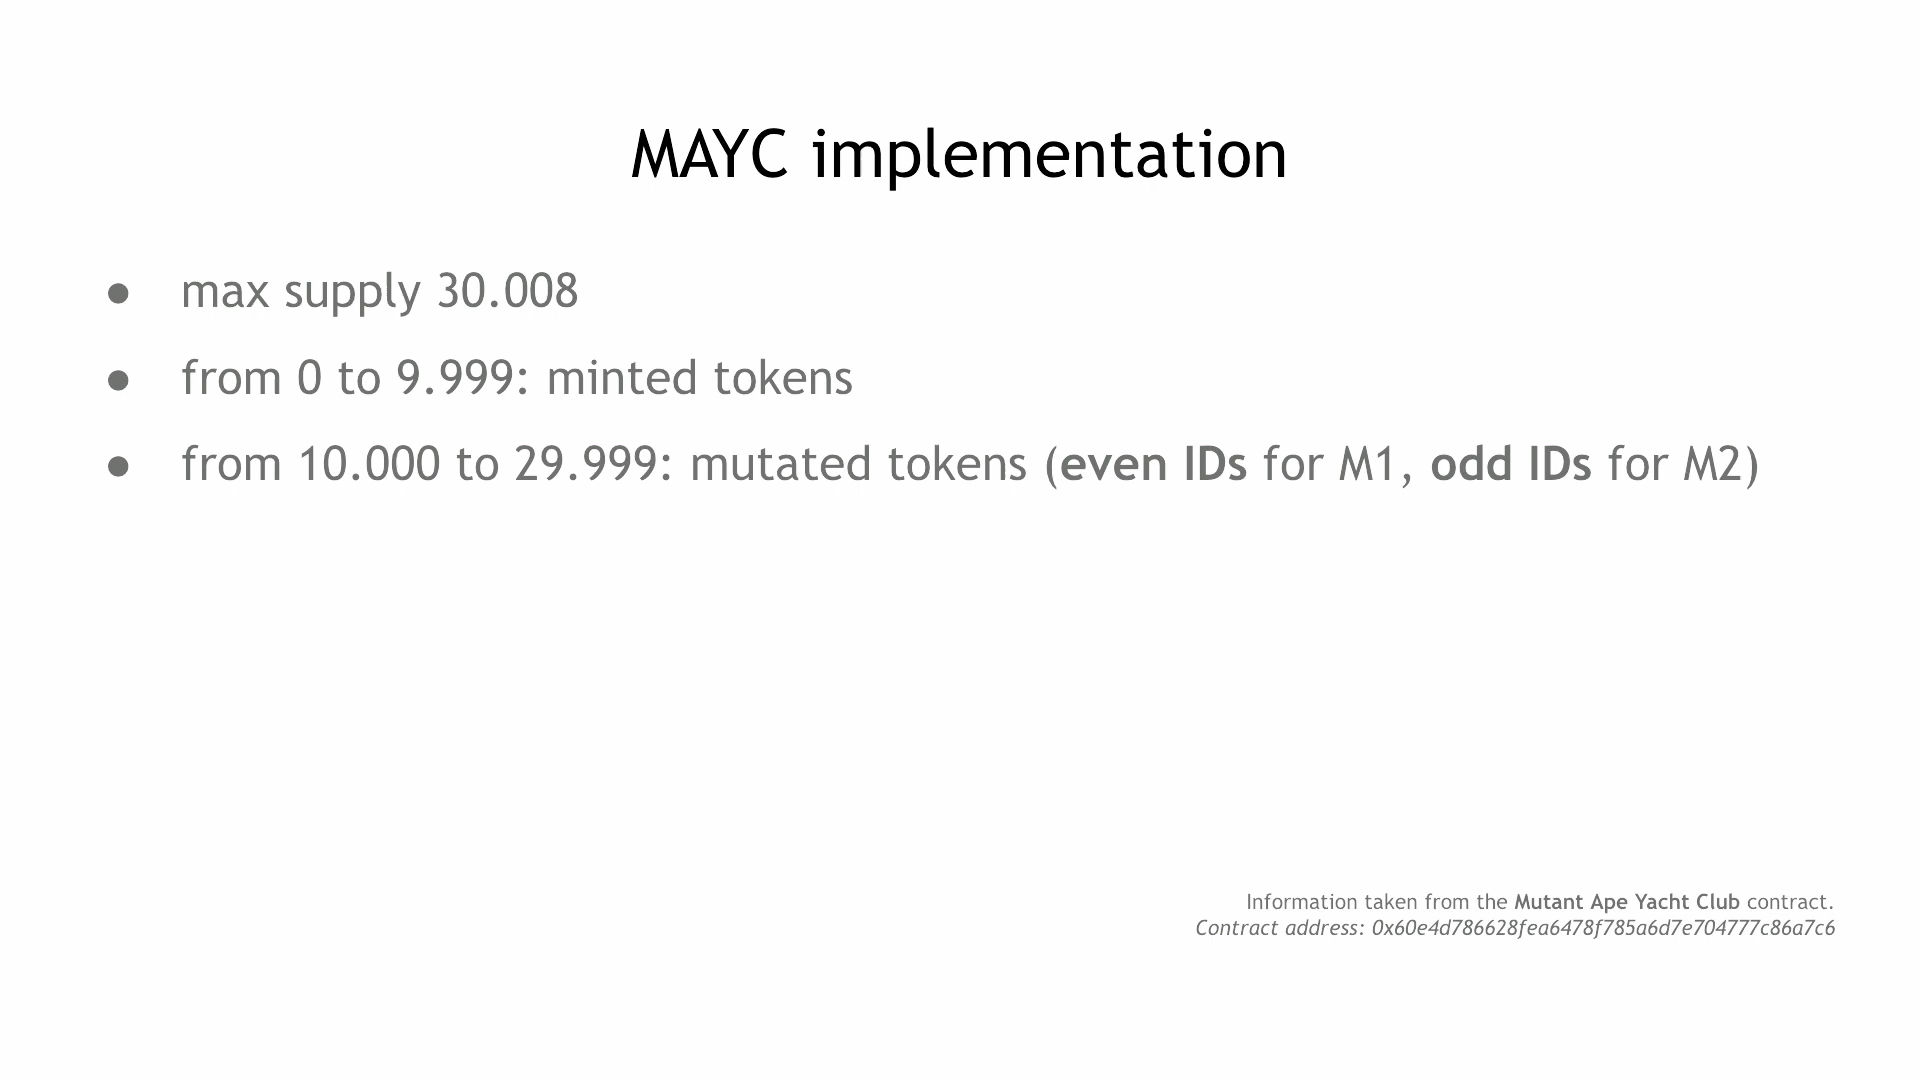 MAYC implementation
● max supply 30.008
● from 0 to 9.999: minted tokens
● from 10.000 to 29.999: mutated tokens (even IDs for M1, odd IDs for M2)
Information taken from the Mutant Ape Yacht Club contract.
Contract address: 0x60e4d786628fea6478f785a6d7e704777c86a7c6